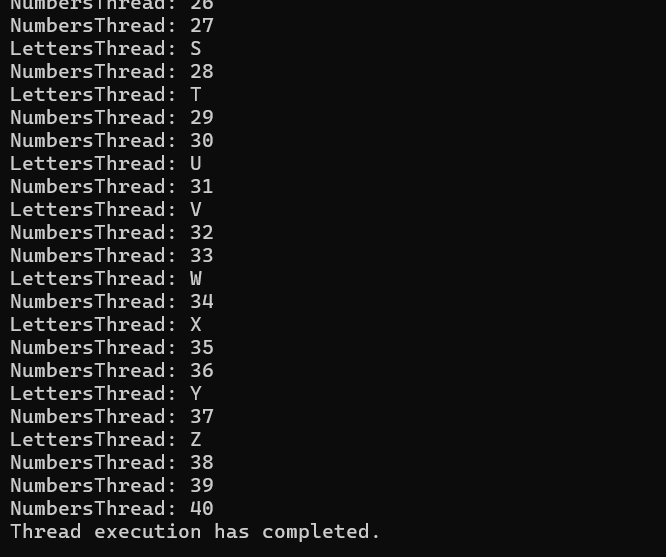 NumbersThread: 26
NumbersThread: 27
LettersThread: S
NumbersThread: 28
LettersThread: T
NumbersThread: 29
NumbersThread: 30
LettersThread: U
NumbersThread: 31
LettersThread: V
NumbersThread: 32
NumbersThread: 33
LettersThread: W
NumbersThread: 34
LettersThread: X
NumbersThread: 35
NumbersThread: 36
LettersThread: Y
NumbersThread: 37
LettersThread: Z
NumbersThread: 38
NumbersThread: 39
NumbersThread: 40
Thread execution has completed.